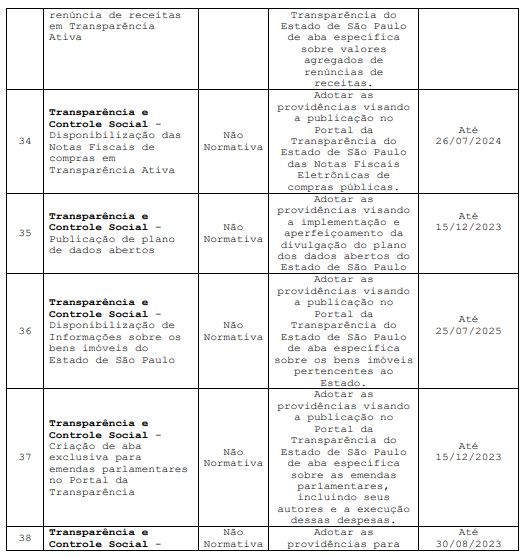 renúncia de receitas
em Transparência
Ativa
Transparência do
Estado de São Paulo
de aba específica
sobre valores
agregados de
renúncias de
receitas.
34
Transparência e
Controle Social –
Disponibilização das
Notas Fiscais de
compras em
Transparência Ativa
Não
Normativa
Adotar as
providências visando
a publicação no
Portal da
Transparência do
Estado de São Paulo
das Notas Fiscais
Eletrônicas de
compras públicas.
Até
26/07/2024
35
Transparência e
Controle Social –
Publicação de plano
de dados abertos
Não
Normativa
Adotar as
providências visando
a implementação e
aperfeiçoamento da
divulgação do plano
dos dados abertos do
Estado de São Paulo
Até
15/12/2023
36
Transparência e
Controle Social –
Disponibilização de
Informações sobre os
bens imóveis do
Estado de São Paulo
Não
Normativa
Adotar as
providências visando
a publicação no
Portal da
Transparência do
Estado de São Paulo
de aba específica
sobre os bens imóveis
pertencentes ao
Estado.
Até
25/07/2025
37
Transparência e
Controle Social –
Criação de aba
exclusiva para
emendas parlamentares
no Portal da
Transparência
Não
Normativa
Adotar as
providências visando
a publicação no
Portal da
Transparência do
Estado de São Paulo
de aba específica
sobre as emendas
parlamentares,
incluindo seus
autores e a execução
dessas despesas.
Até
15/12/2023
38
Transparência e
Controle Social –
Não
Normativa
Adotar as
providências para
Até
30/08/2023